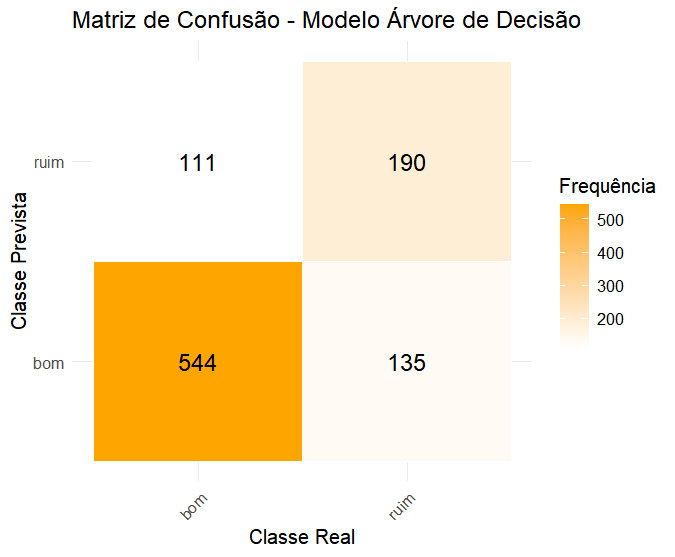 Matriz de Confusão - Modelo Árvore de Decisão
Classe Prevista
ruim
bom
111
190
544
135
bom
ruim
Classe Real
Frequência
500
400
300
200